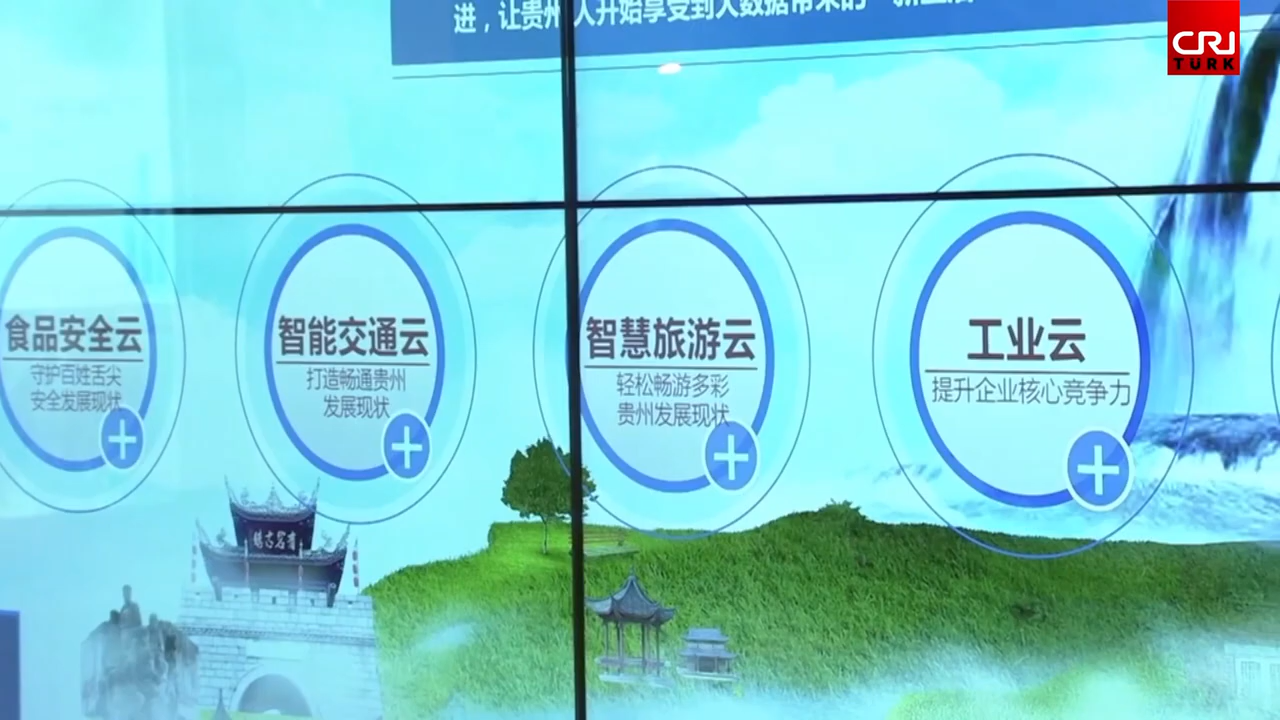 进，让贵州人开始享受到大数据带来的
CRI
TURK
食品安全云
守护百姓舌尖
安全发展现状
智能交通云
打造畅通贵州
发展现状
智慧旅游云
轻松畅游多彩
贵州发展现状
工业云
提升企业核心竞争力